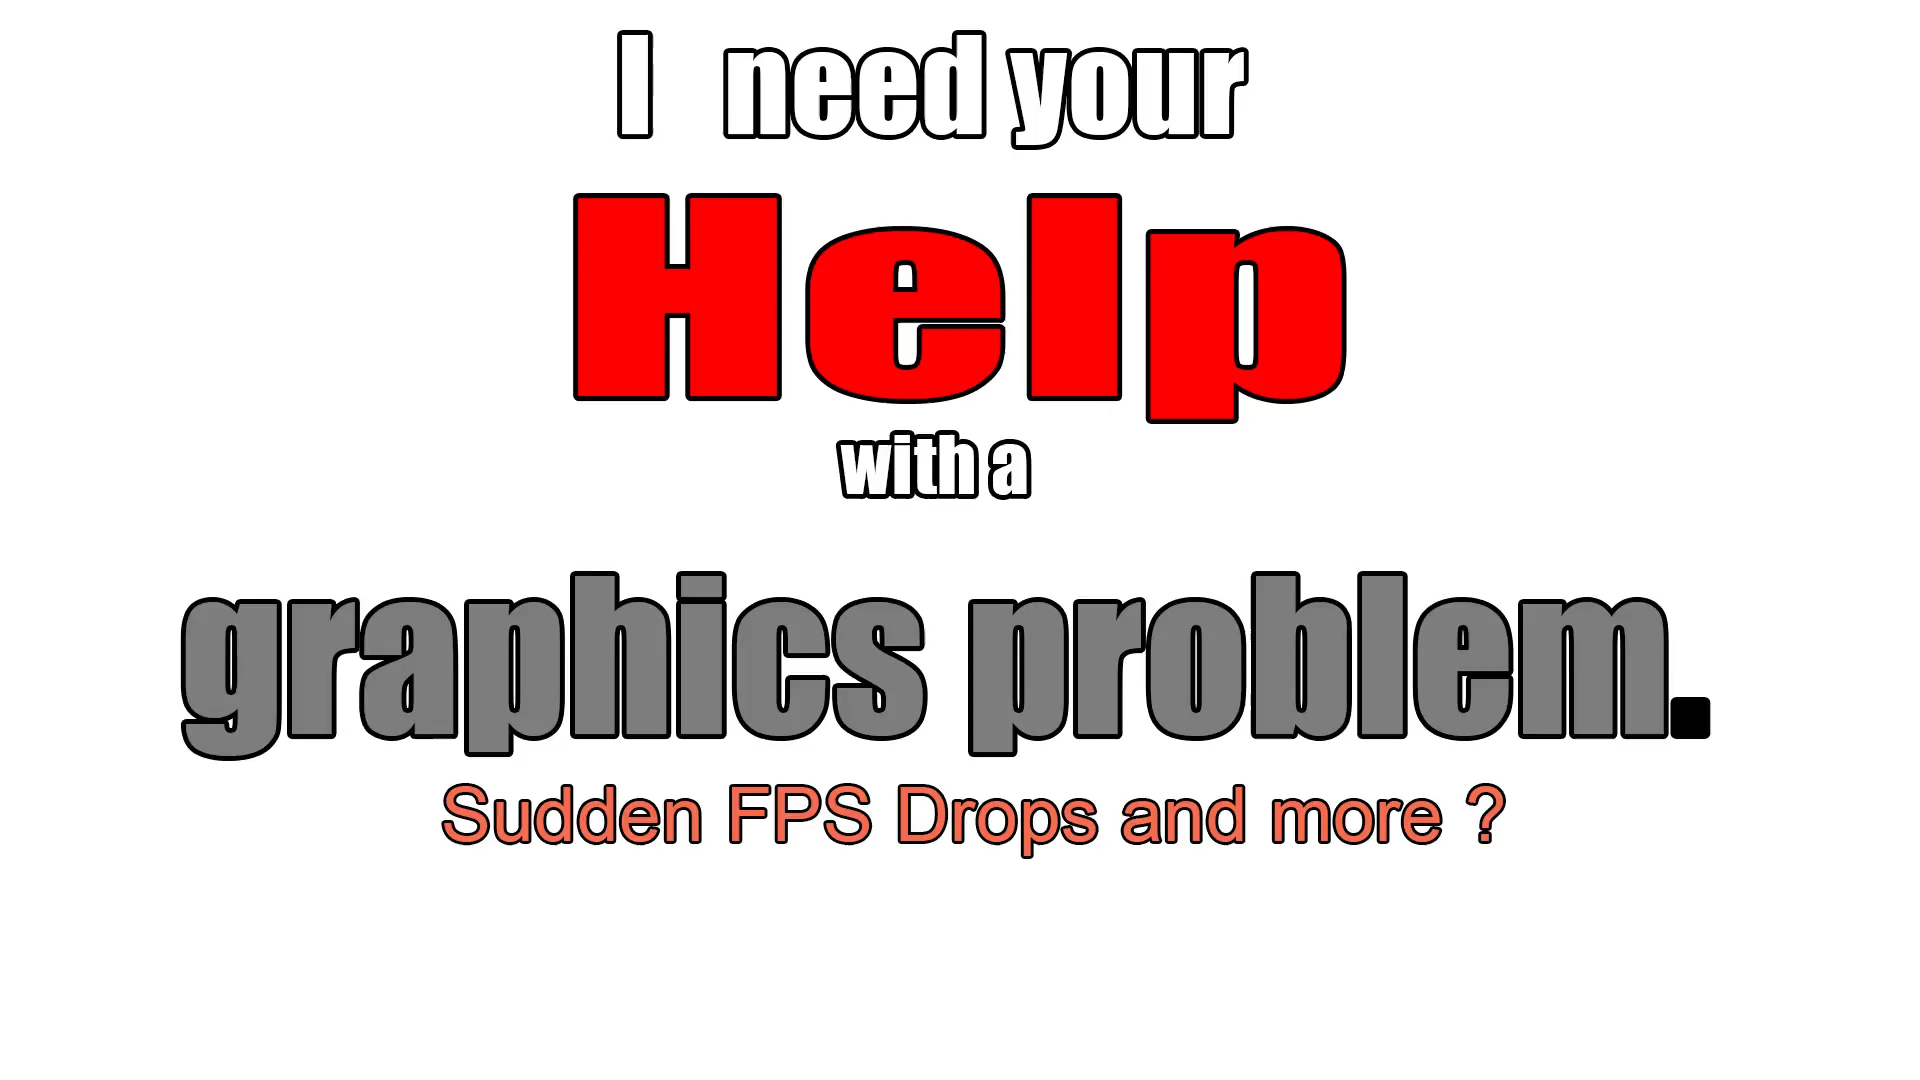 I need your
Help
with a
graphics problem.
Sudden FPS Drops and more ?